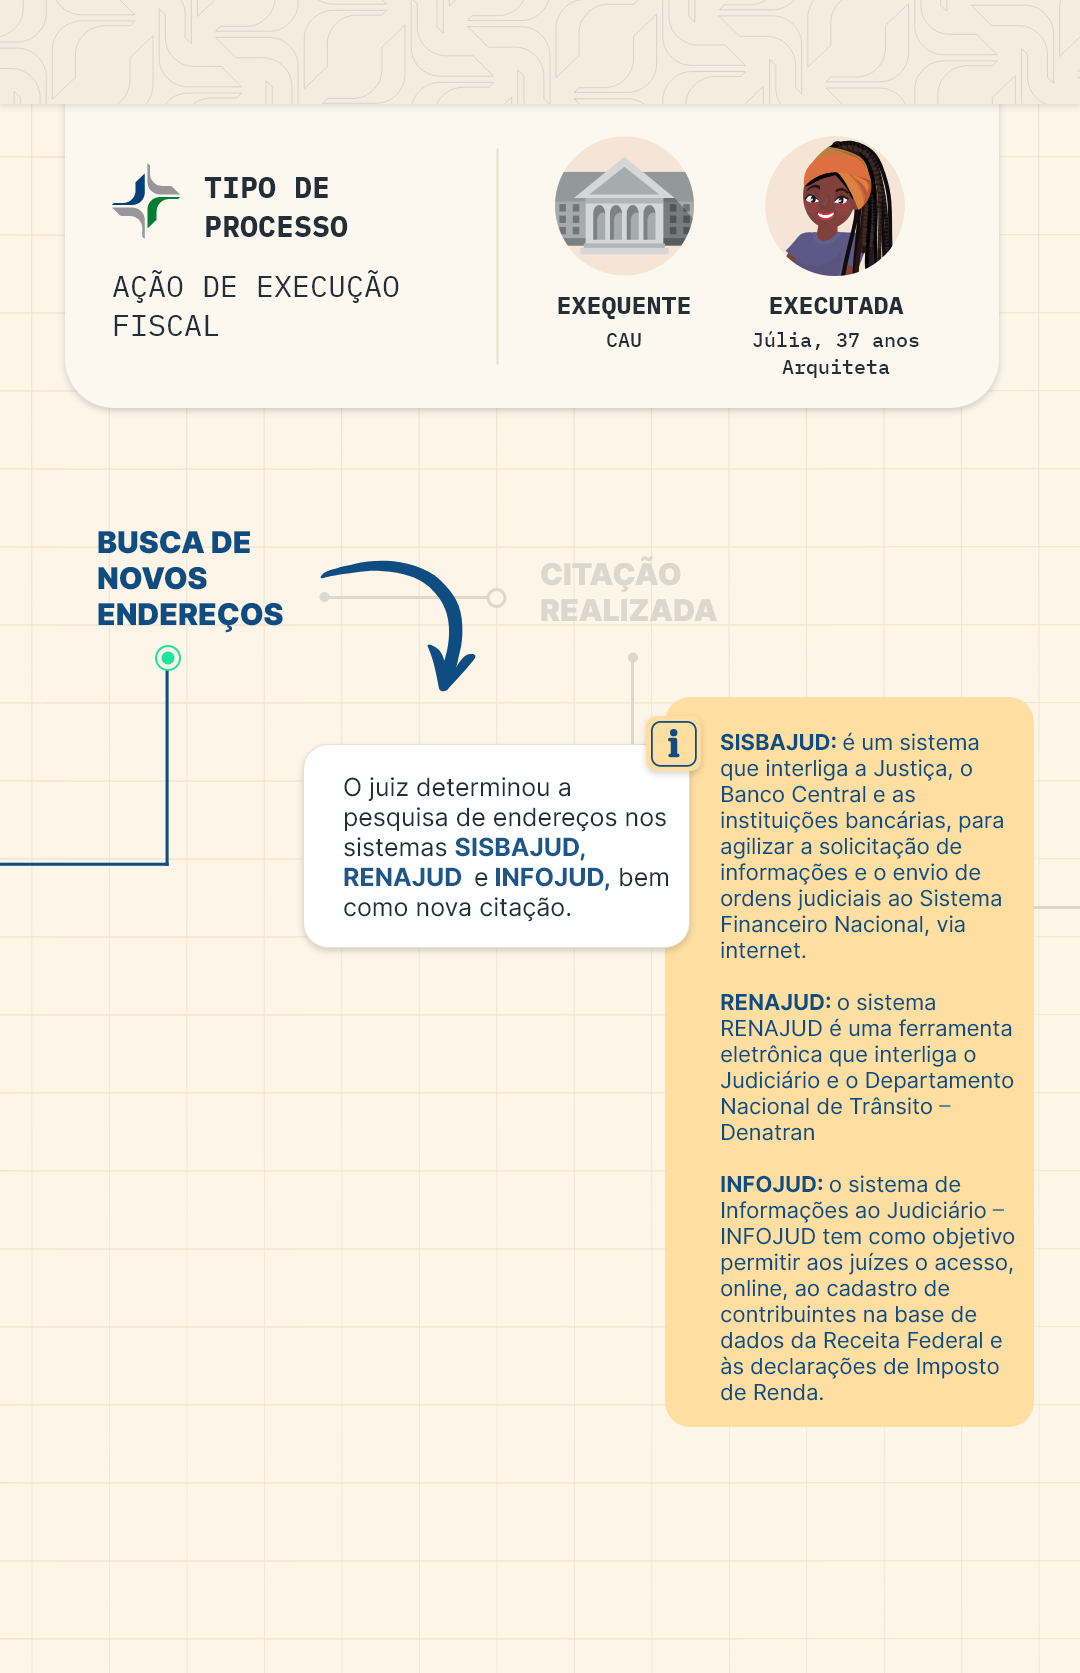 TIPO DE
PROCESSO
AÇÃO DE EXECUÇÃO
FISCAL
EXEQUENTE
CAU
EXECUTADA
Júlia, 37 anos
Arquiteta
BUSCA DE
NOVOS
ENDEREÇOS
CITAÇÃO
REALIZADA
O juiz determinou a
pesquisa de endereços nos
sistemas SISBAJUD,
RENAJUD e INFOJUD, bem
como nova citação.
i
SISBAJUD: é um sistema
que interliga a Justiça, o
Banco Central e as
instituições bancárias, para
agilizar a solicitação de
informações e o envio de
ordens judiciais ao Sistema
Financeiro Nacional, via
internet.
RENAJUD: o sistema
RENAJUD é uma ferramenta
eletrônica que interliga o
Judiciário e o Departamento
Nacional de Trânsito –
Denatran
INFOJUD: o sistema de
Informações ao Judiciário –
INFOJUD tem como objetivo
permitir aos juízes o acesso,
online, ao cadastro de
contribuintes na base de
dados da Receita Federal e
às declarações de Imposto
de Renda.